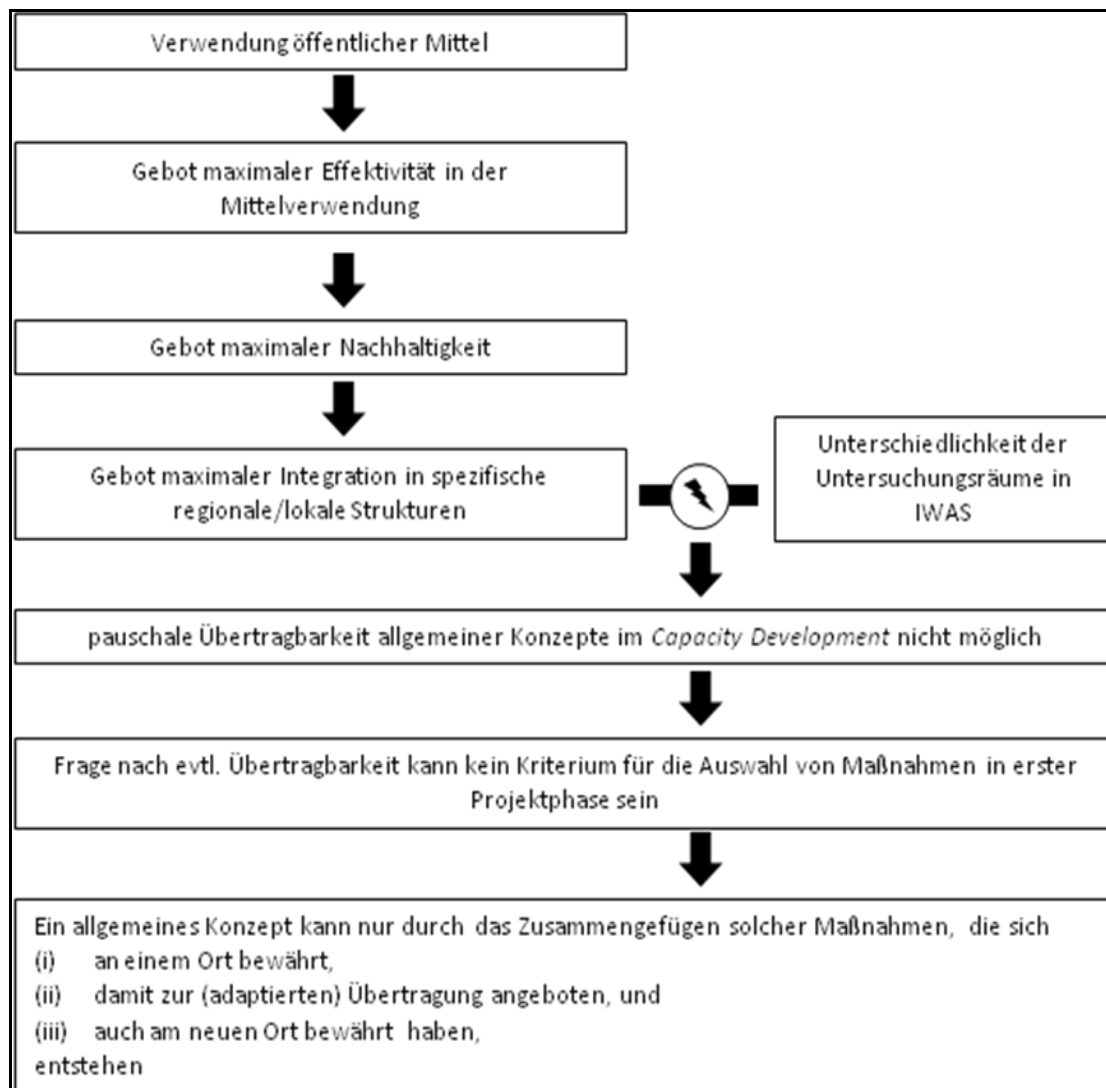 Verwendung öffentlicher Mittel
Gebot maximaler Effektivität in der
Mittelverwendung
Gebot maximaler Nachhaltigkeit
Gebot maximaler Integration in spezifische
regionale/lokale Strukturen
Unterschiedlichkeit der
Untersuchungsräume in
IWAS
pauschale Übertragbarkeit allgemeiner Konzepte im Capacity Development nicht möglich
Frage nach evtl. Übertragbarkeit kann kein Kriterium für die Auswahl von Maßnahmen in erster
Projektphase sein
Ein allgemeines Konzept kann nur durch das Zusammengefügen solcher Maßnahmen, die sich
(i) an einem Ort bewährt,
(ii) damit zur (adaptierten) Übertragung angeboten, und
(iii) auch am neuen Ort bewährt haben,
entstehen